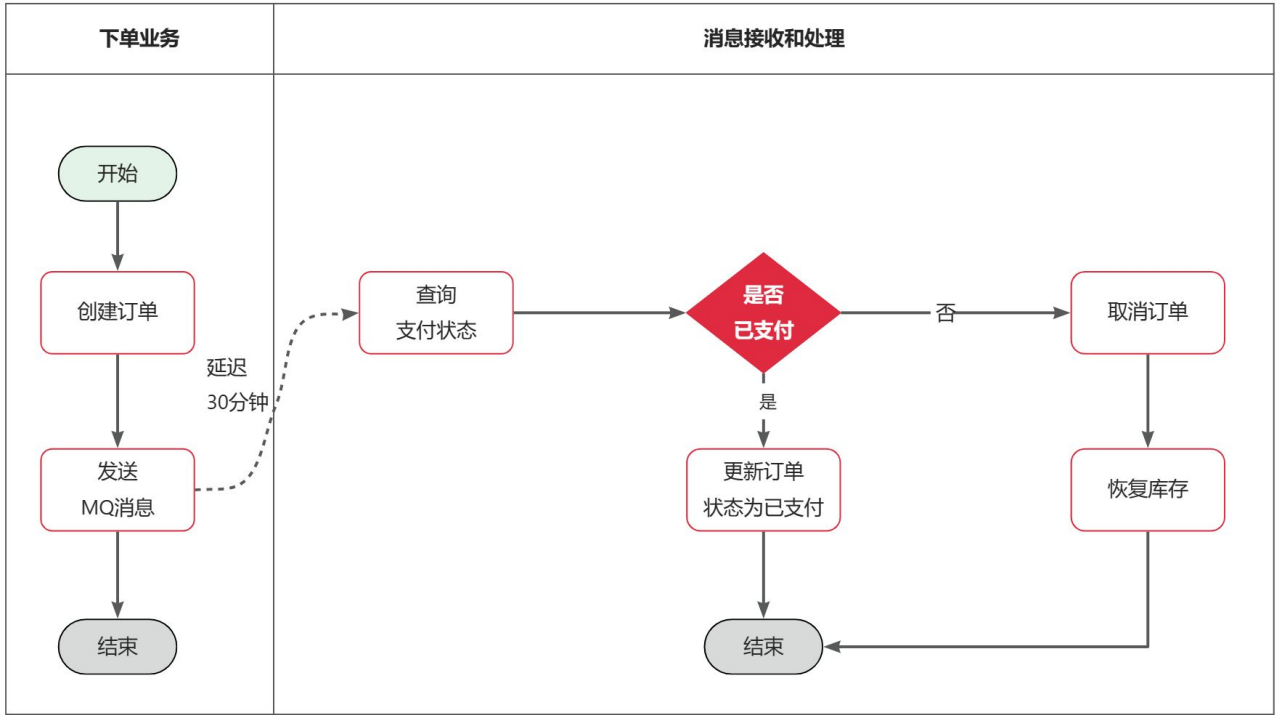 下单业务
消息接收和处理
开始
创建订单
延迟
30分钟
发送
MQ消息
结束
查询
支付状态
是否
已支付
否
取消订单
是
更新订单
状态为已支付
恢复库存
结束